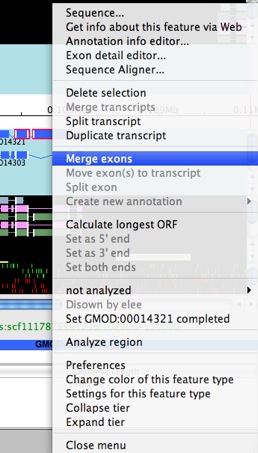 Sequence...
Get info about this feature via Web
Annotation info editor...
Exon detail editor...
Sequence Aligner...
Delete selection
Merge transcripts
Split transcript
Duplicate transcript
014321
014303
0.11M
Merge exons
Move exon(s) to transcript
Split exon
Create new annotation
Calculate longest ORF
Set as 5' end
Set as 3' end
Set both ends
not analyzed
Disown by elee
Set GMOD:00014321 completed
Analyze region
Preferences
Change color of this feature type
Settings for this feature type
Collapse tier
Expand tier
Close menu